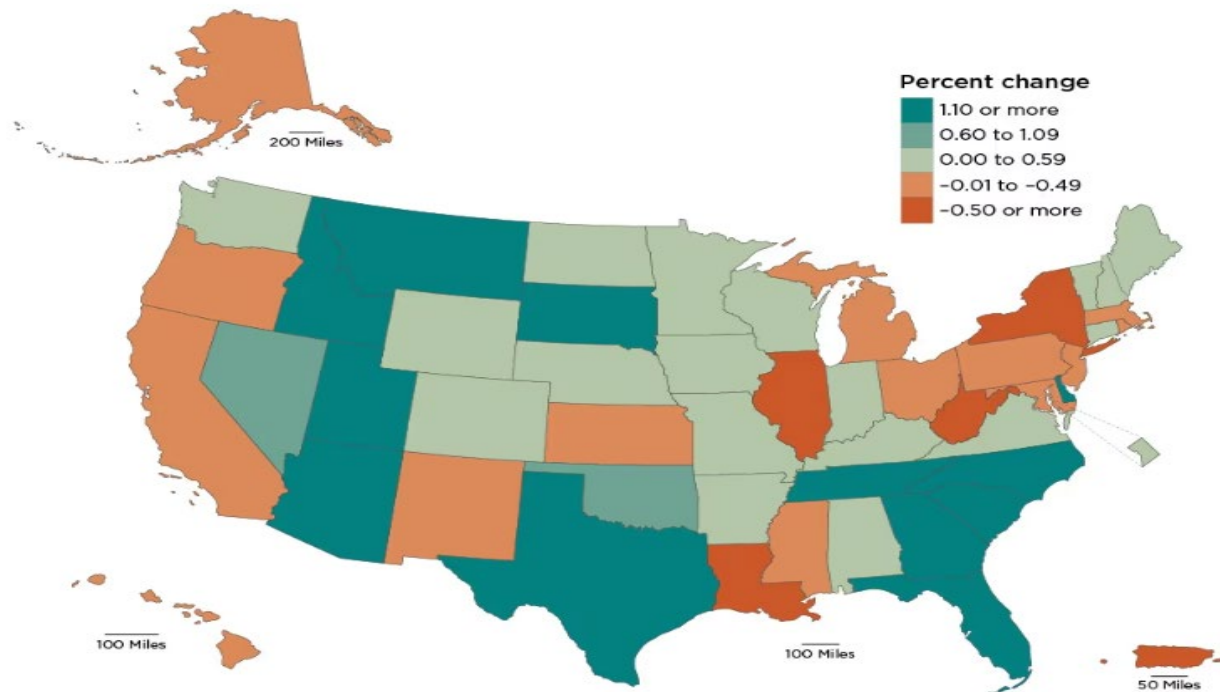 Percent change
1.10 or more
0.60 to 1.09
0.00 to 0.59
–0.01 to –0.49
–0.50 or more
200 Miles
100 Miles
100 Miles
50 Miles